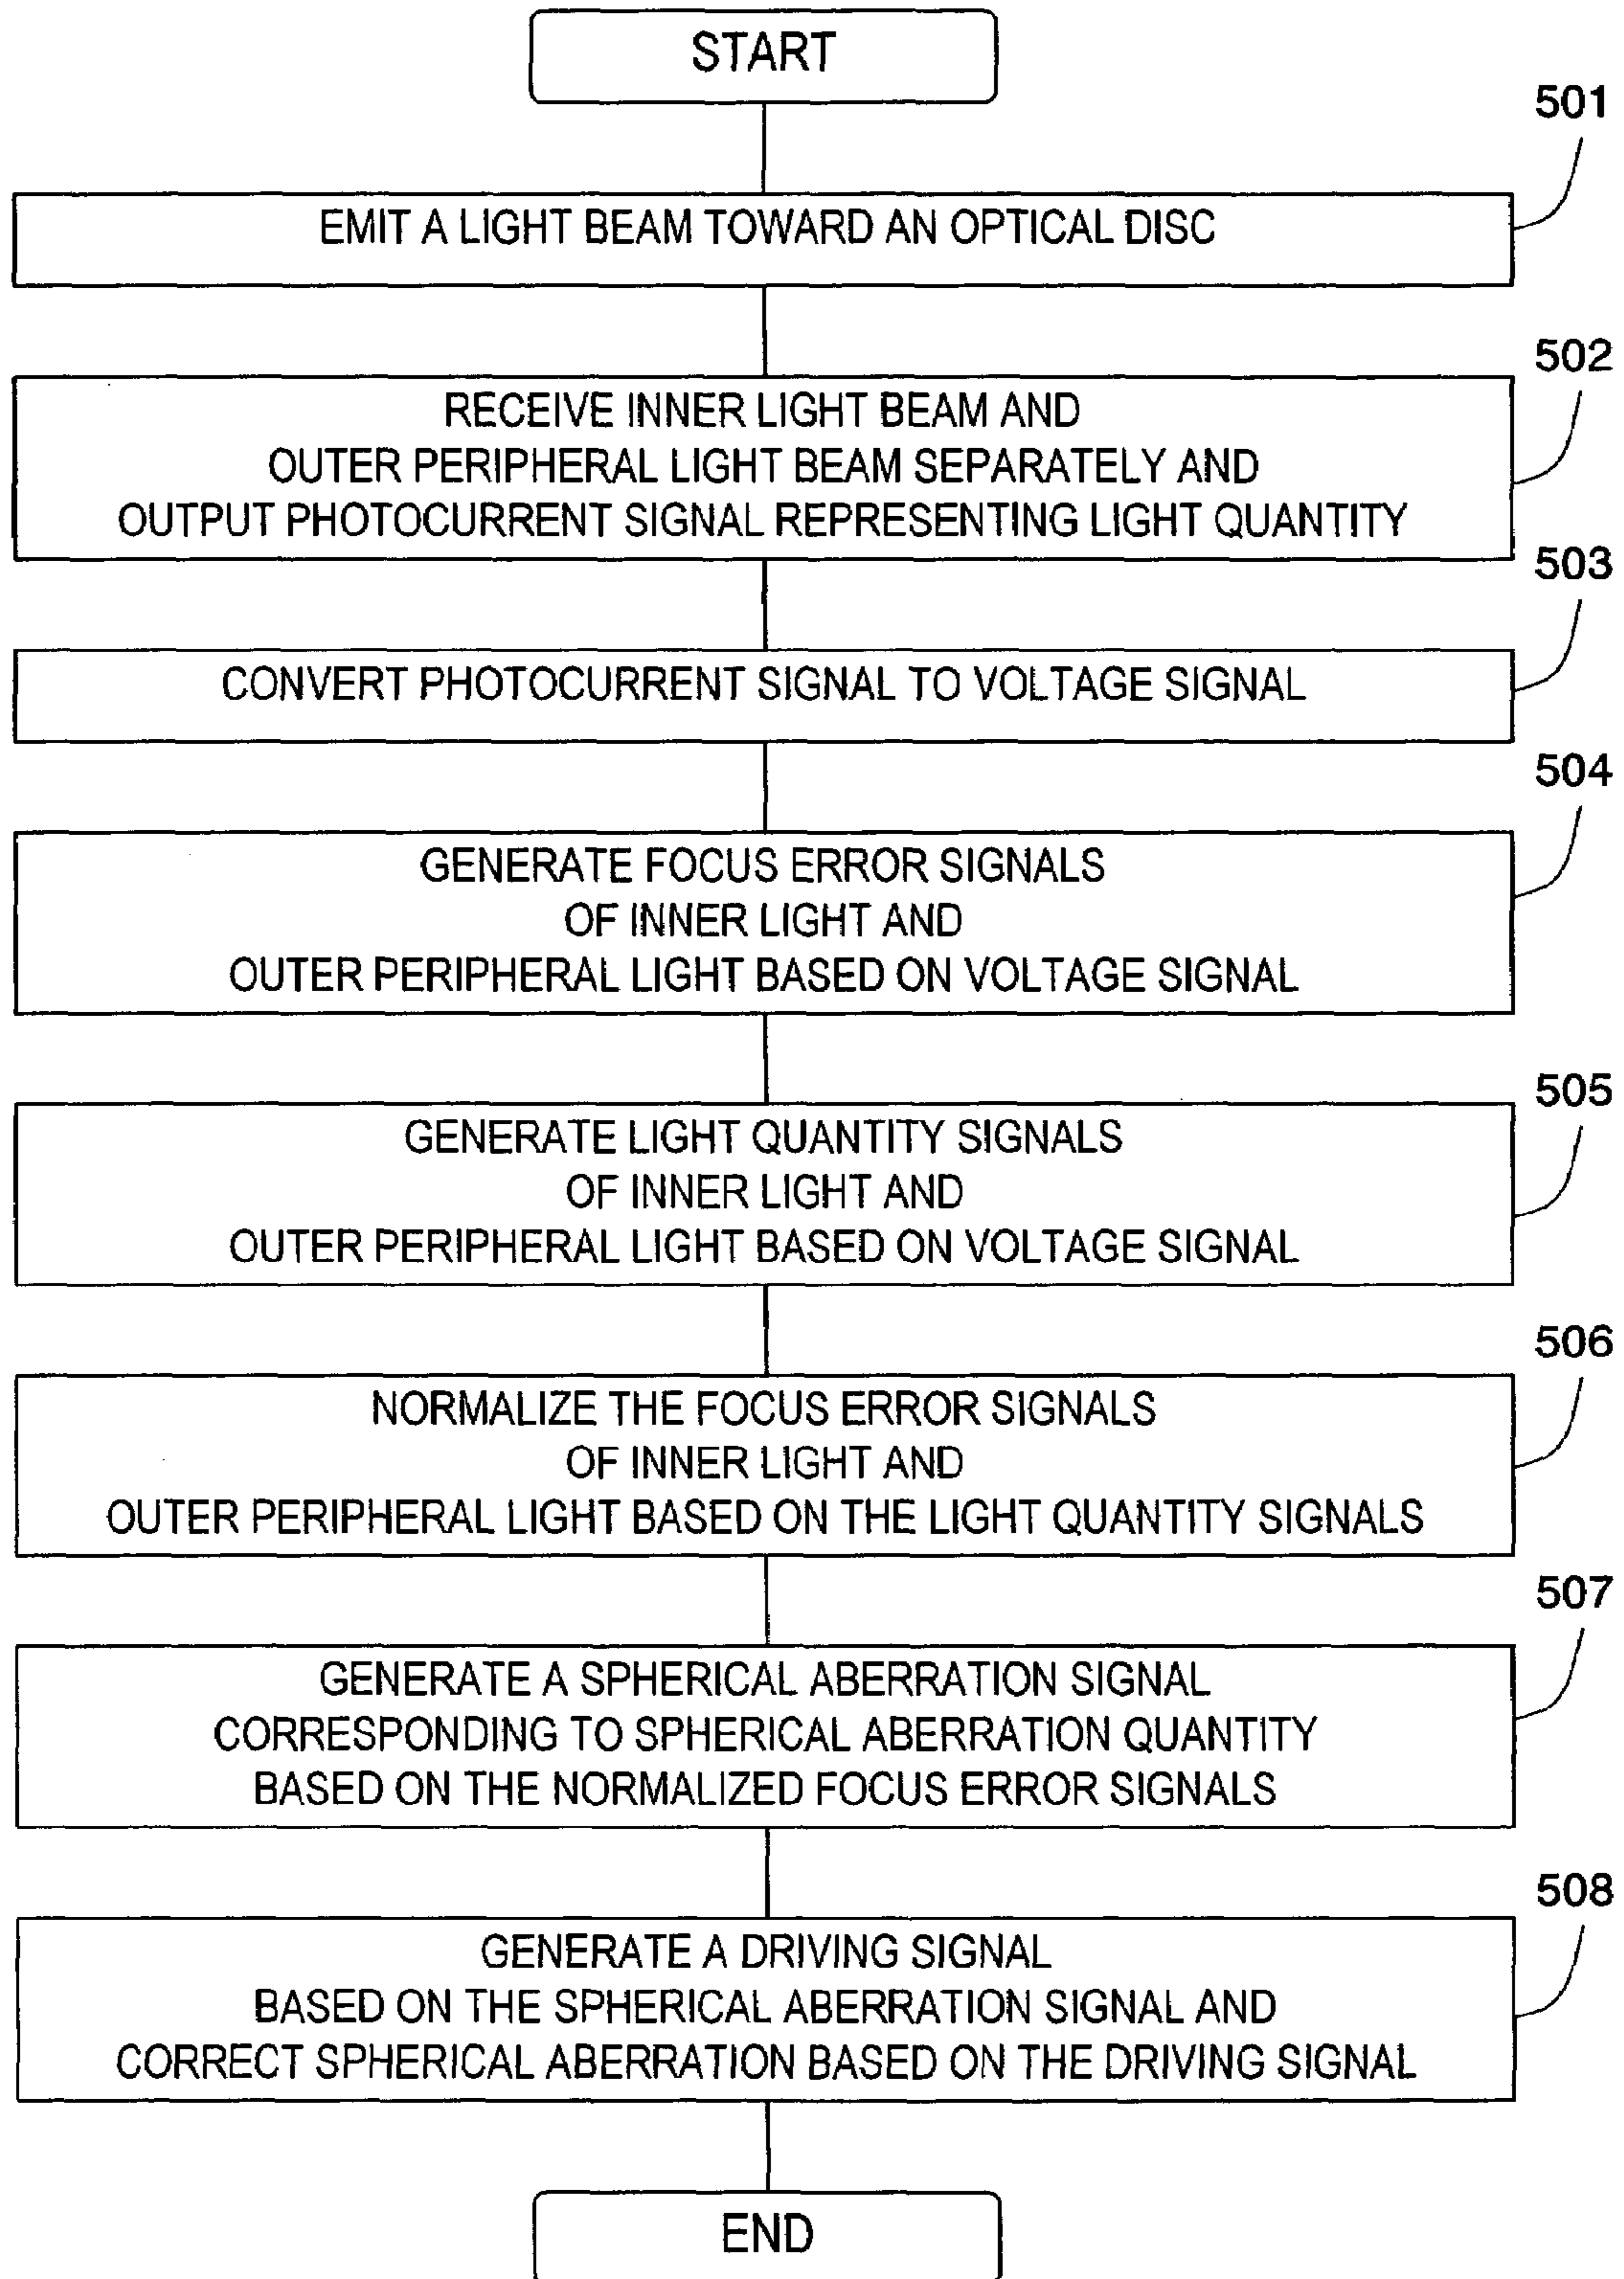 START
501
EMIT A LIGHT BEAM TOWARD AN OPTICAL DISC
502
RECEIVE INNER LIGHT BEAM AND
OUTER PERIPHERAL LIGHT BEAM SEPARATELY AND
OUTPUT PHOTOCURRENT SIGNAL REPRESENTING LIGHT QUANTITY
503
CONVERT PHOTOCURRENT SIGNAL TO VOLTAGE SIGNAL
504
GENERATE FOCUS ERROR SIGNALS
OF INNER LIGHT AND
OUTER PERIPHERAL LIGHT BASED ON VOLTAGE SIGNAL
505
GENERATE LIGHT QUANTITY SIGNALS
OF INNER LIGHT AND
OUTER PERIPHERAL LIGHT BASED ON VOLTAGE SIGNAL
506
NORMALIZE THE FOCUS ERROR SIGNALS
OF INNER LIGHT AND
OUTER PERIPHERAL LIGHT BASED ON THE LIGHT QUANTITY SIGNALS
507
GENERATE A SPHERICAL ABERRATION SIGNAL
CORRESPONDING TO SPHERICAL ABERRATION QUANTITY
BASED ON THE NORMALIZED FOCUS ERROR SIGNALS
508
GENERATE A DRIVING SIGNAL
BASED ON THE SPHERICAL ABERRATION SIGNAL AND
CORRECT SPHERICAL ABERRATION BASED ON THE DRIVING SIGNAL
END